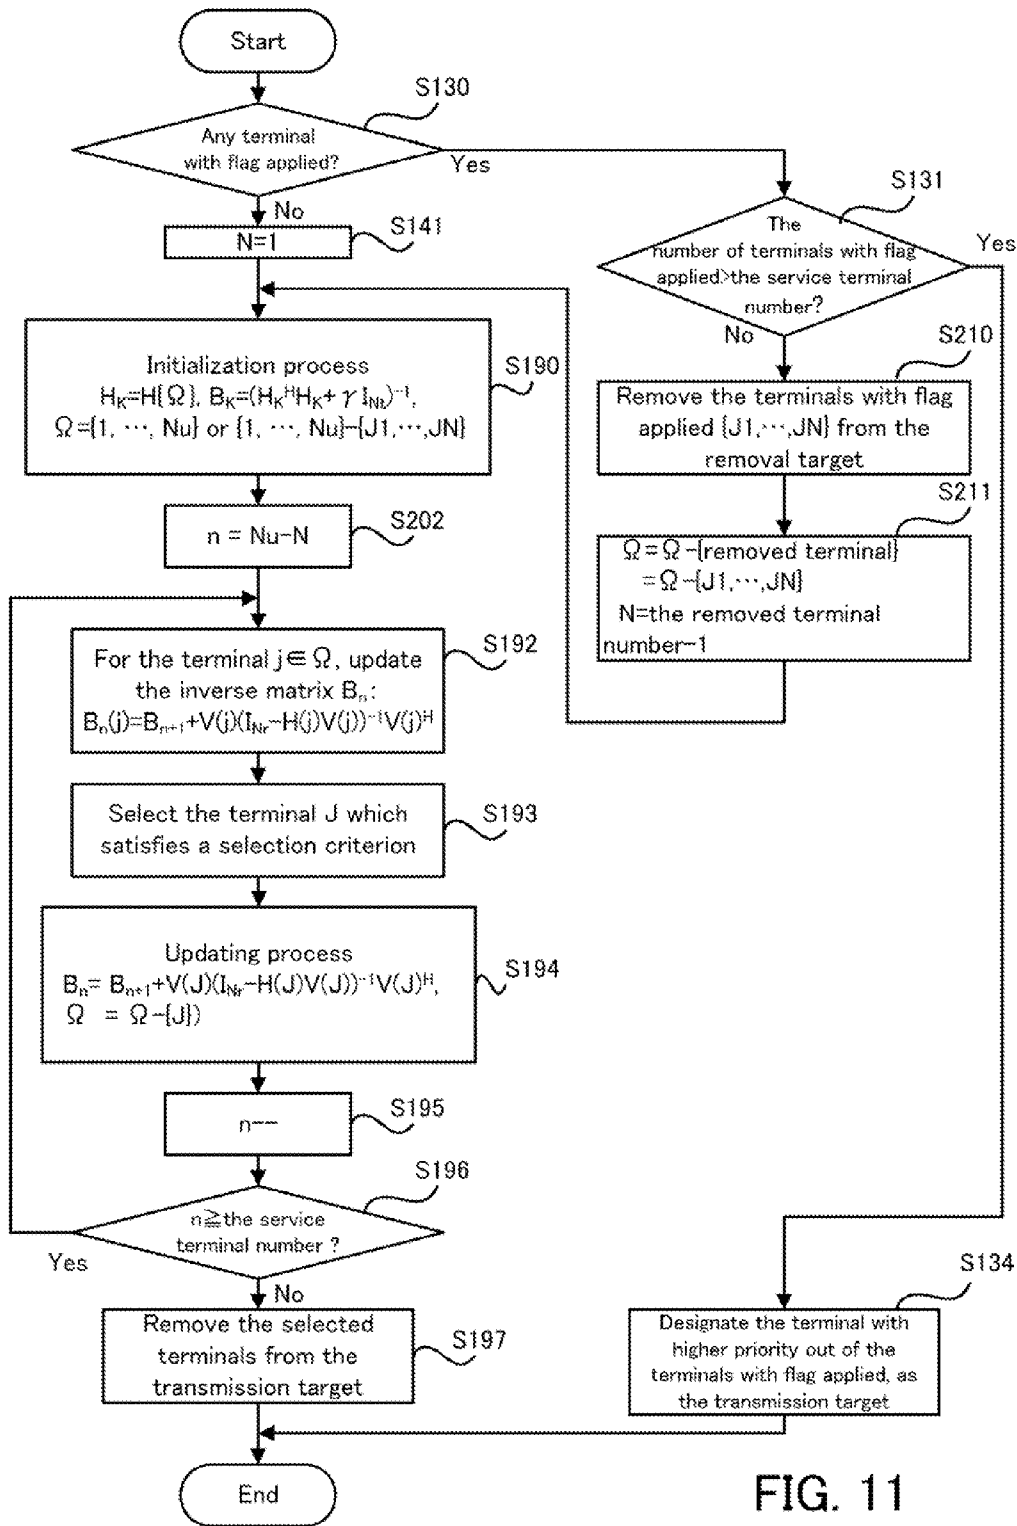 Start
S130
Any terminal
with flag applied?
Yes
No
S141
N=1
S131
The
number of terminals with flag
applied>the service terminal
number?
Yes
No
S190
Initialization process
H_K=H{Ω}, B_K=(H_K^H H_K+γI_Nt)^-1,
Ω={1, ⋯, Nu} or {1, ⋯, Nu}-{J1,⋯,JN}
S210
Remove the terminals with flag
applied {J1,⋯,JN} from the
removal target
S202
n = Nu-N
S211
Ω=Ω-{removed terminal}
=Ω-{J1,⋯,JN}
N=the removed terminal
number-1
S192
For the terminal j∈Ω, update
the inverse matrix B_n:
B_n(j)=B_n+1+V(j)(I_Nr-H(j)V(j))^-1V(j)^H
S193
Select the terminal J which
satisfies a selection criterion
S194
Updating process
B_n= B_n+1+V(J)(I_Nr-H(J)V(J))^-1V(J)^H,
Ω = Ω-{J})
S195
n--
S196
n≧the service
terminal number ?
Yes
No
S197
Remove the selected
terminals from the
transmission target
S134
Designate the terminal with
higher priority out of the
terminals with flag applied, as
the transmission target
End
FIG. 11